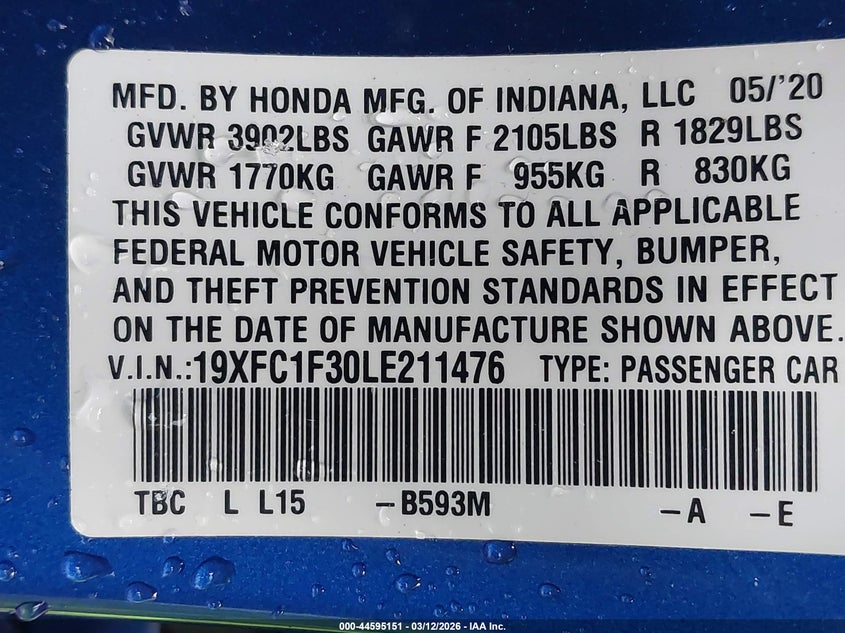 MFD. BY HONDA MFG. OF INDIANA, LLC 05/'20
GVWR 3902LBS GAWR F 2105LBS R 1829LBS
GVWR 1770KG GAWR F 955KG R 830KG
THIS VEHICLE CONFORMS TO ALL APPLICABLE
FEDERAL MOTOR VEHICLE SAFETY, BUMPER,
AND THEFT PREVENTION STANDARDS IN EFFECT
ON THE DATE OF MANUFACTURE SHOWN ABOVE.
V.I.N.:19XFC1F30LE211476 TYPE: PASSENGER CAR
TBC L L15 -B593M -A -E
000-44595151 - 03/12/2026 - IAA Inc.